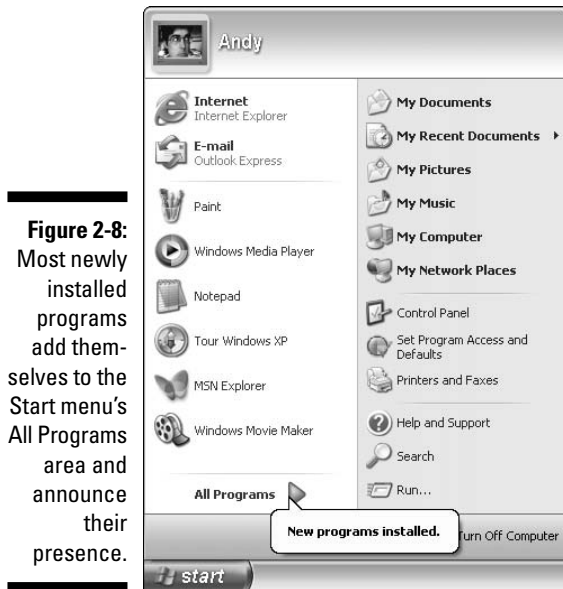 Andy
Internet
Internet Explorer
E-mail
Outlook Express
Paint
Windows Media Player
Notepad
Tour Windows XP
MSN Explorer
Windows Movie Maker
All Programs
My Documents
My Recent Documents
My Pictures
My Music
My Computer
My Network Places
Control Panel
Set Program Access and
Defaults
Printers and Faxes
Help and Support
Search
Run...
New programs installed.
Turn Off Computer
start
Figure 2-8:
Most newly
installed
programs
add them-
selves to the
Start menu's
All Programs
area and
announce
their
presence.